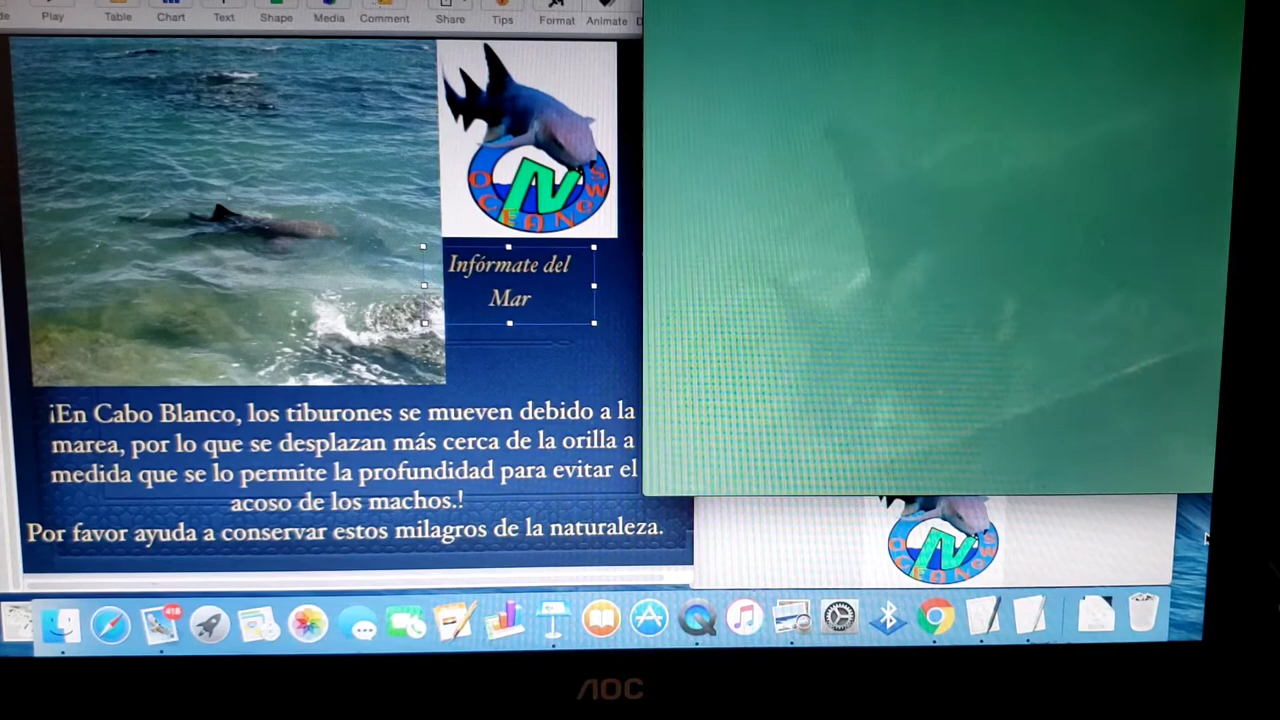 Play
Table
Chart
Text
Shape
Media
Comment
Share
Tips
Format
Animate
OCEANews
N
Infórmate del
Mar
¡En Cabo Blanco, los tiburones se mueven debido a la
marea, por lo que se desplazan más cerca de la orilla a
medida que se lo permite la profundidad para evitar el
acoso de los machos.!
Por favor ayuda a conservar estos milagros de la naturaleza.
OCEANews
N
418
AOC